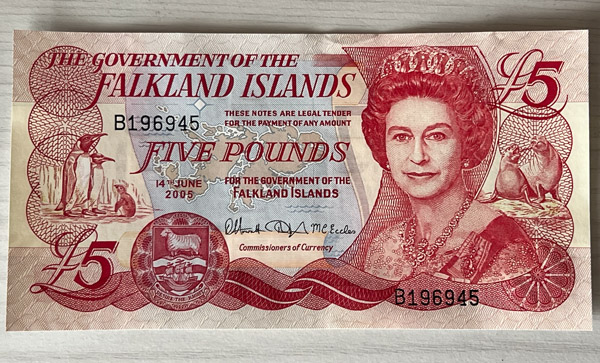 THE GOVERNMENT OF THE
FALKLAND ISLANDS
£5
THESE NOTES ARE LEGAL TENDER
FOR THE PAYMENT OF ANY AMOUNT
B196945
FIVE POUNDS
14TH JUNE
2005
FOR THE GOVERNMENT OF THE
FALKLAND ISLANDS
£5
Commissioners of Currency
B196945